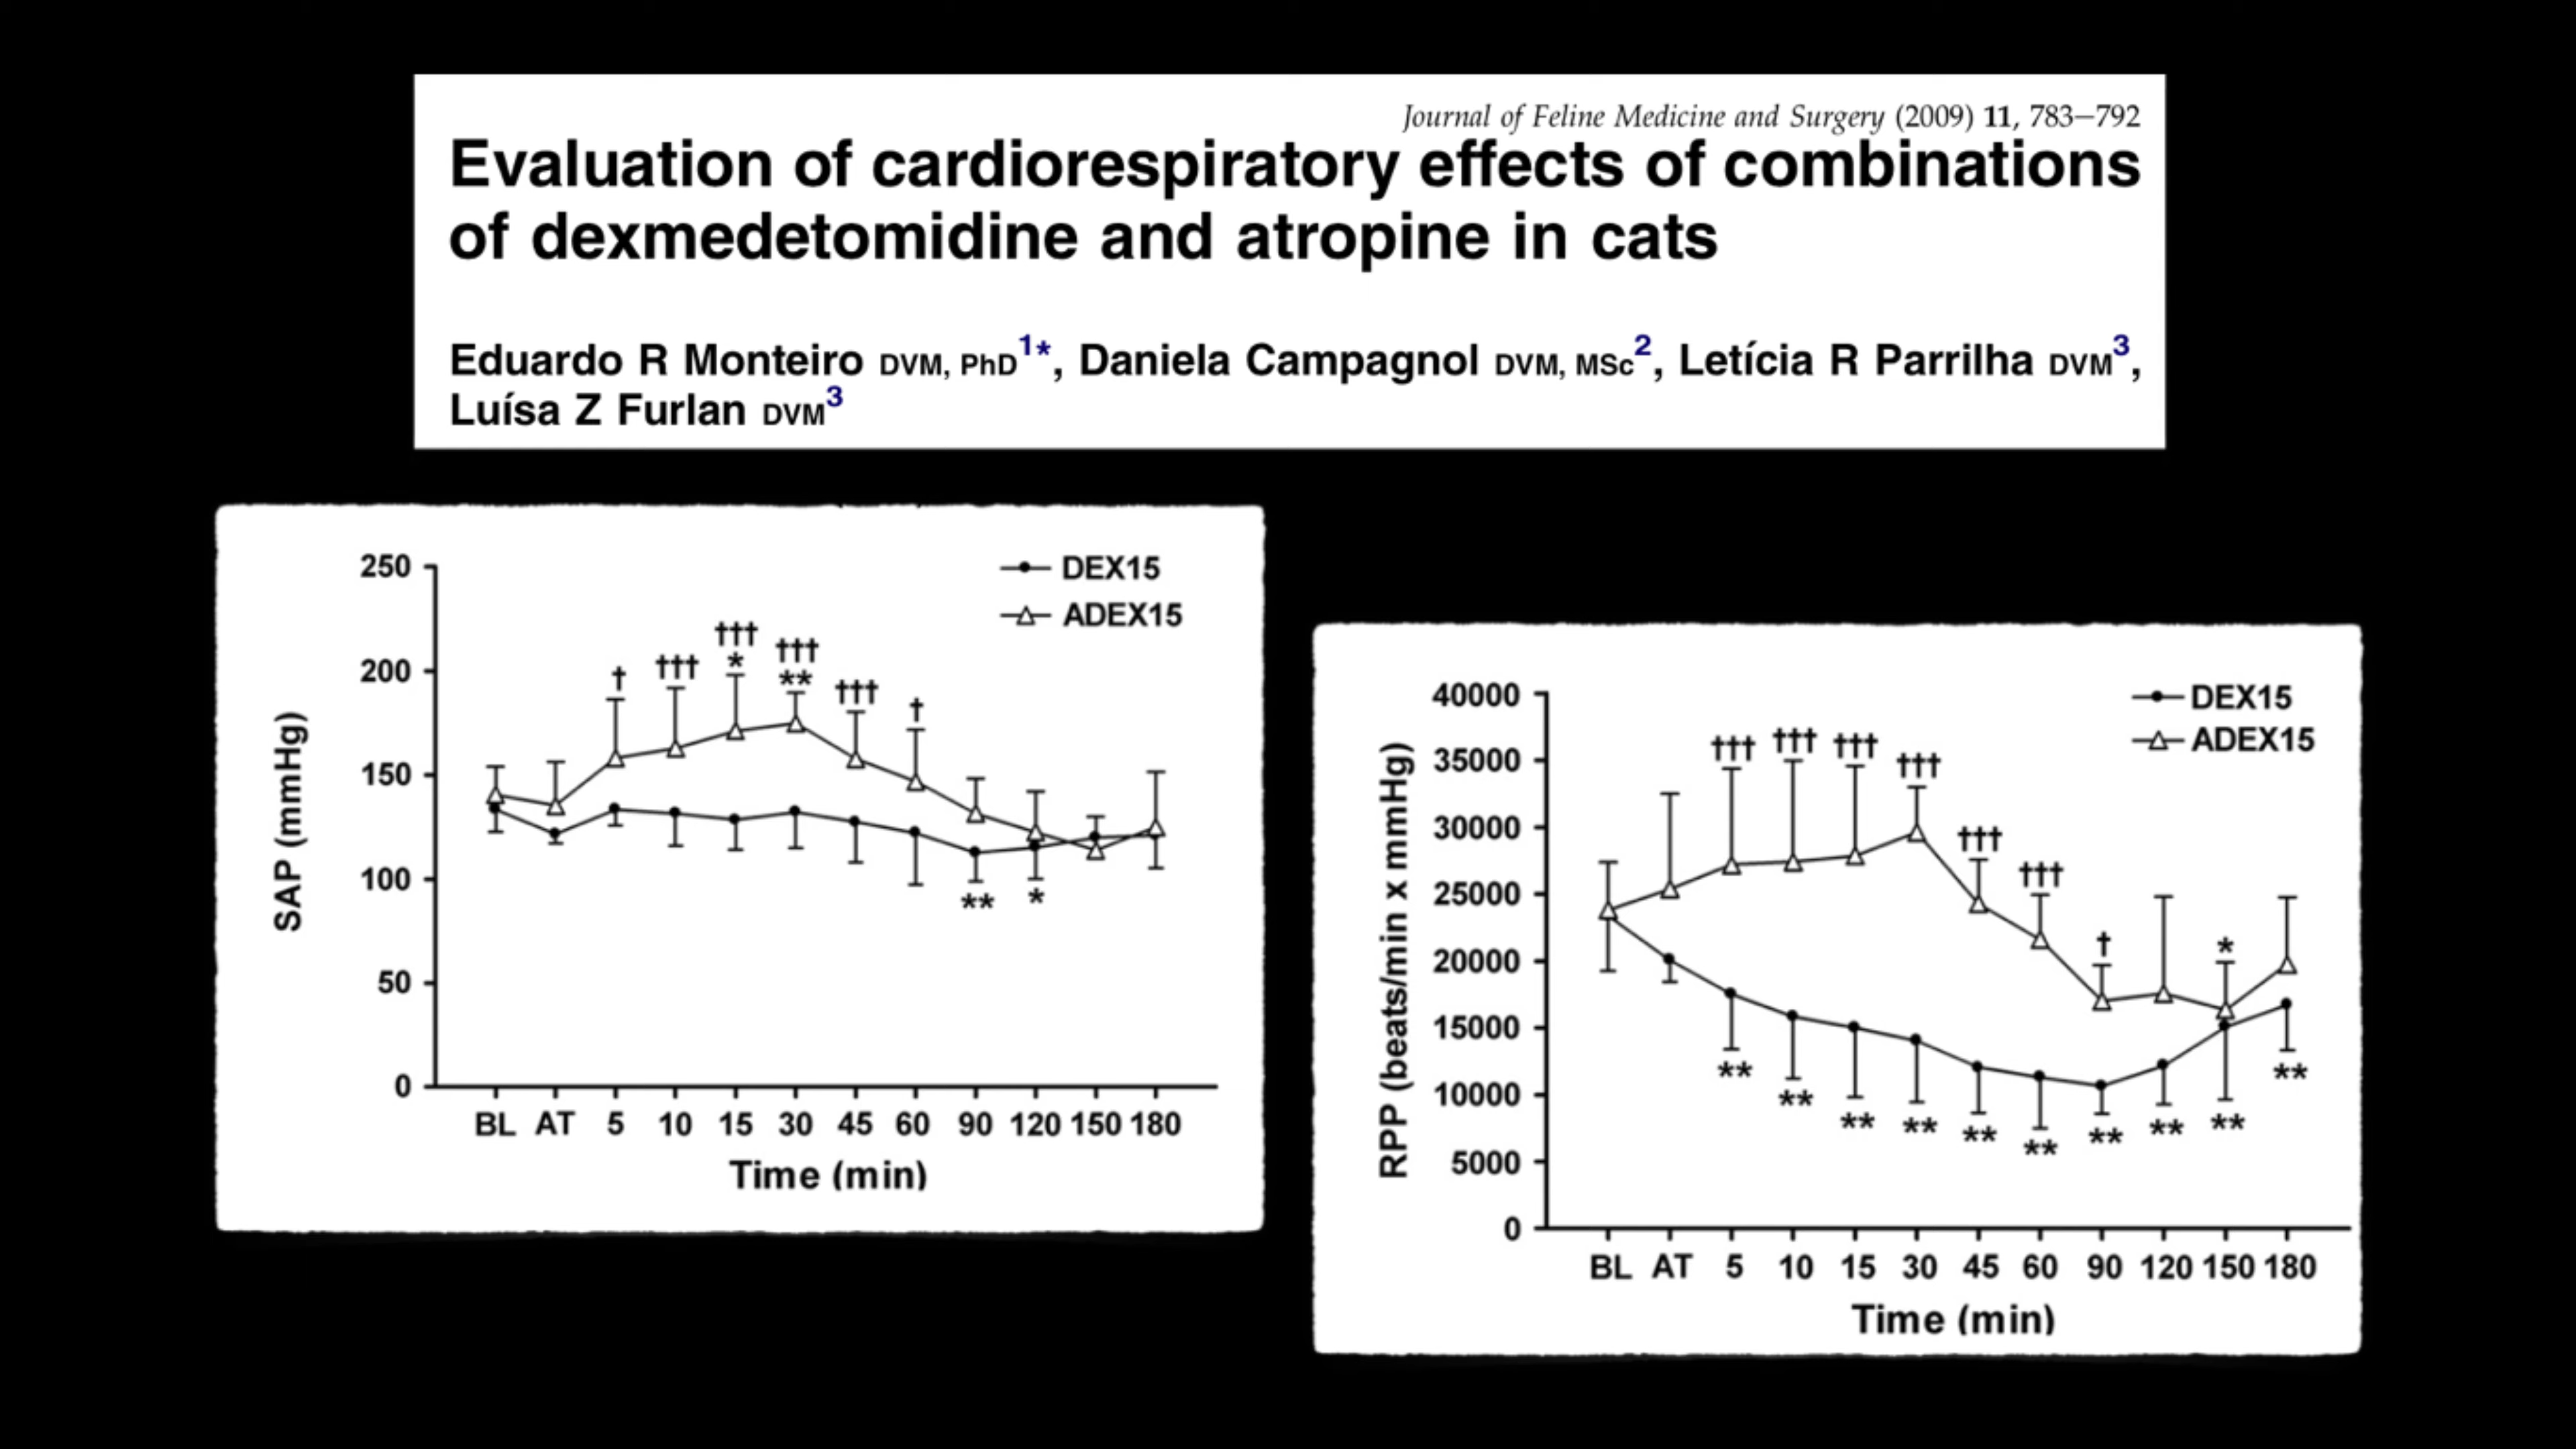 Journal of Feline Medicine and Surgery (2009) 11, 783–792
Evaluation of cardiorespiratory effects of combinations
of dexmedetomidine and atropine in cats
Eduardo R Monteiro DVM, PhD1*, Daniela Campagnol DVM, MSc2, Letícia R Parrilha DVM3,
Luísa Z Furlan DVM3
SAP (mmHg)
250
200
150
100
50
0
DEX15
ADEX15
†
†††
†††
*
†††
**
†††
†
**
*
BL AT 5 10 15 30 45 60 90 120 150 180
Time (min)
RPP (beats/min x mmHg)
40000
35000
30000
25000
20000
15000
10000
5000
0
DEX15
ADEX15
†††
†††
†††
†††
†††
†††
†
*
**
**
**
**
**
**
**
**
**
**
BL AT 5 10 15 30 45 60 90 120 150 180
Time (min)